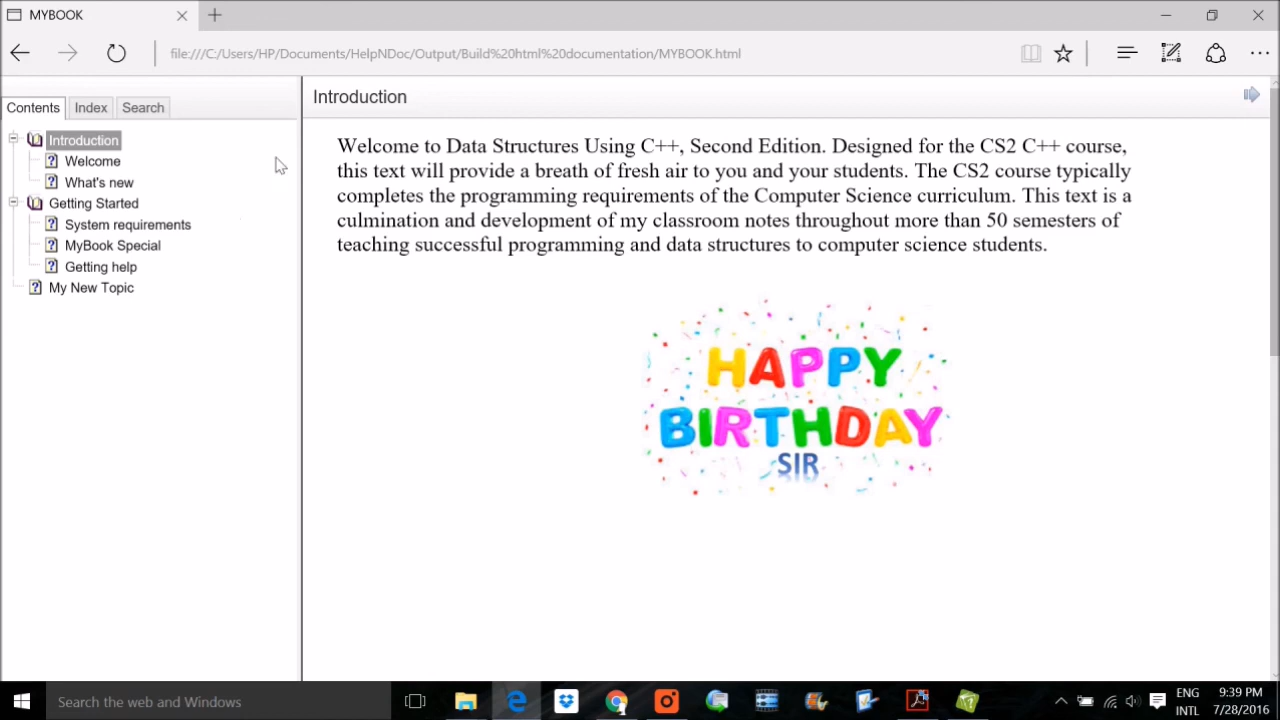 MYBOOK
file:///C:/Users/HP/Documents/HelpNDoc/Output/Build%20html%20documentation/MYBOOK.html
Contents Index Search
Introduction
Welcome
What's new
Getting Started
System requirements
MyBook Special
Getting help
My New Topic
Introduction
Welcome to Data Structures Using C++, Second Edition. Designed for the CS2 C++ course,
this text will provide a breath of fresh air to you and your students. The CS2 course typically
completes the programming requirements of the Computer Science curriculum. This text is a
culmination and development of my classroom notes throughout more than 50 semesters of
teaching successful programming and data structures to computer science students.
HAPPY
BIRTHDAY
SIR
Search the web and Windows
ENG
INTL
9:39 PM
7/28/2016